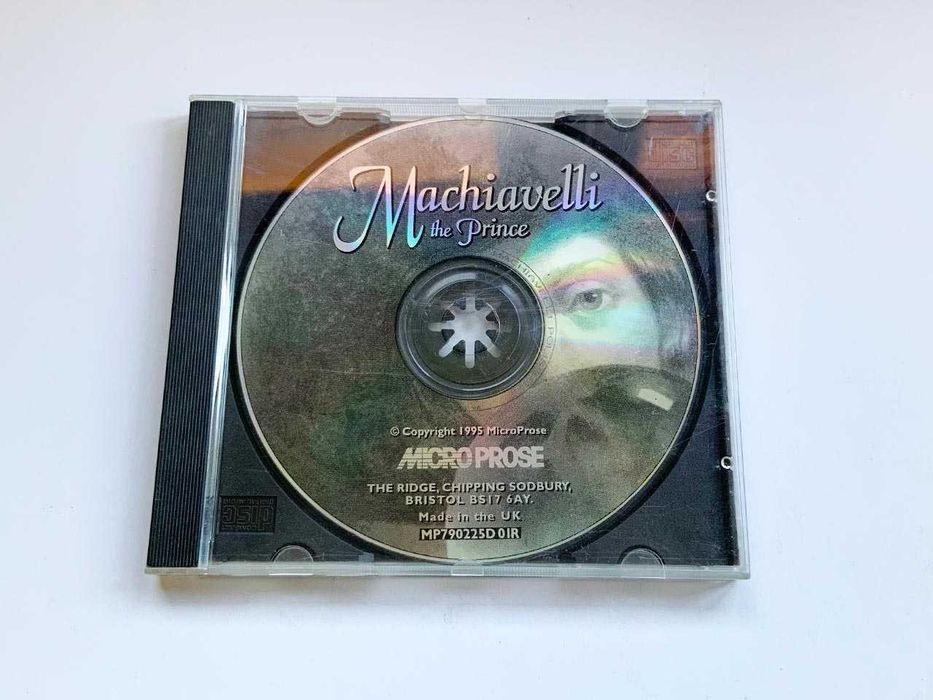 Machiavelli
the Prince
© Copyright 1995 MicroProse
MICRO PROSE
THE RIDGE, CHIPPING SODBURY,
BRISTOL BS17 6AY.
Made in the UK
MP790225D 01R
DISC